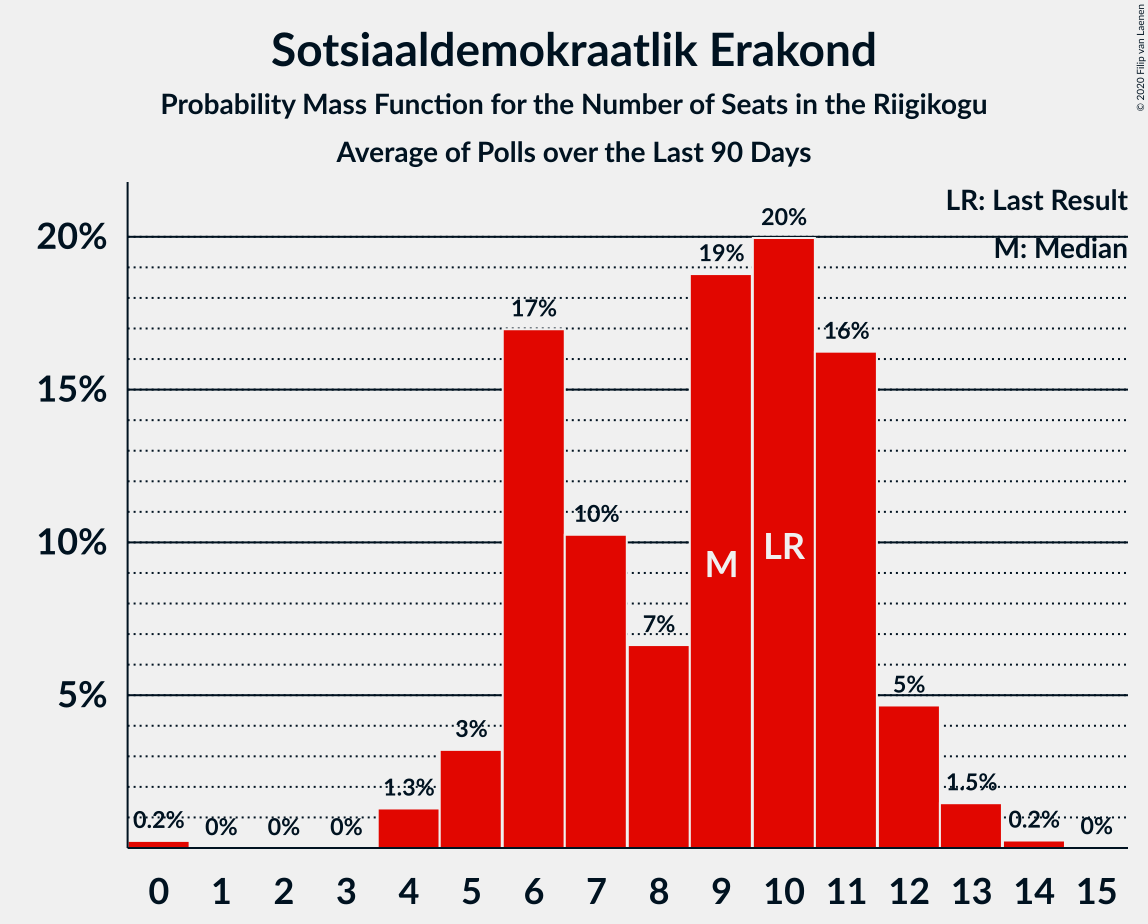 Sotsiaaldemokraatlik Erakond
Probability Mass Function for the Number of Seats in the Riigikogu
Average of Polls over the Last 90 Days
© 2020 Filip van Laenen
LR: Last Result
M: Median
20%
15%
10%
5%
0.2%
0%
0%
0%
1.3%
3%
17%
10%
7%
19%
20%
16%
5%
1.5%
0.2%
0%
M
LR
0 1 2 3 4 5 6 7 8 9 10 11 12 13 14 15